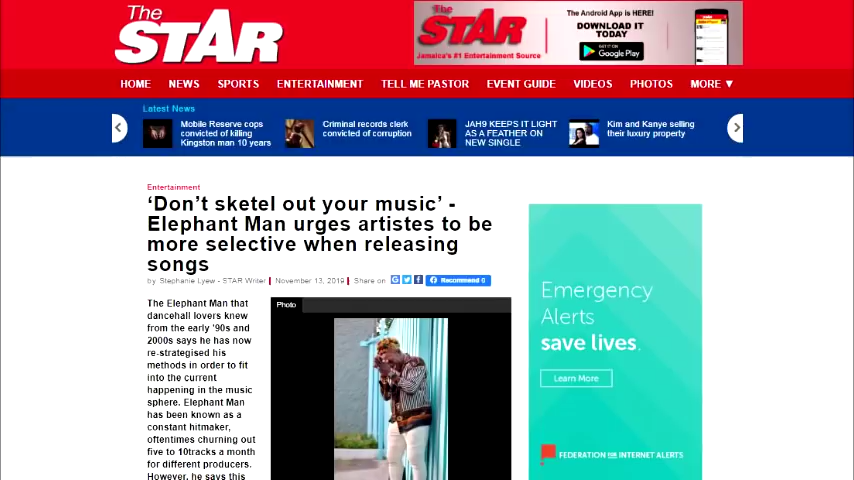 The
STAR
The
STAR
Jamaica's #1 Entertainment Source
The Android App is HERE!
DOWNLOAD IT
TODAY
GET IT ON
Google Play
HOME NEWS SPORTS ENTERTAINMENT TELL ME PASTOR EVENT GUIDE VIDEOS PHOTOS MORE ▼
Latest News
Mobile Reserve cops
convicted of killing
Kingston man 10 years
Criminal records clerk
convicted of corruption
JAH9 KEEPS IT LIGHT
AS A FEATHER ON
NEW SINGLE
Kim and Kanye selling
their luxury property
Entertainment
‘Don’t sketel out your music’ -
Elephant Man urges artistes to be
more selective when releasing
songs
by Stephanie Lyew - STAR Writer | November 13, 2019 | Share on G f Recommend 0
The Elephant Man that
dancehall lovers knew
from the early '90s and
2000s says he has now
re-strategised his
methods in order to fit
into the current
happening in the music
sphere. Elephant Man
has been known as a
constant hitmaker,
oftentimes churning out
five to 10tracks a month
for different producers.
However, he says this
Photo
Emergency
Alerts
save lives.
Learn More
FEDERATION FOR INTERNET ALERTS